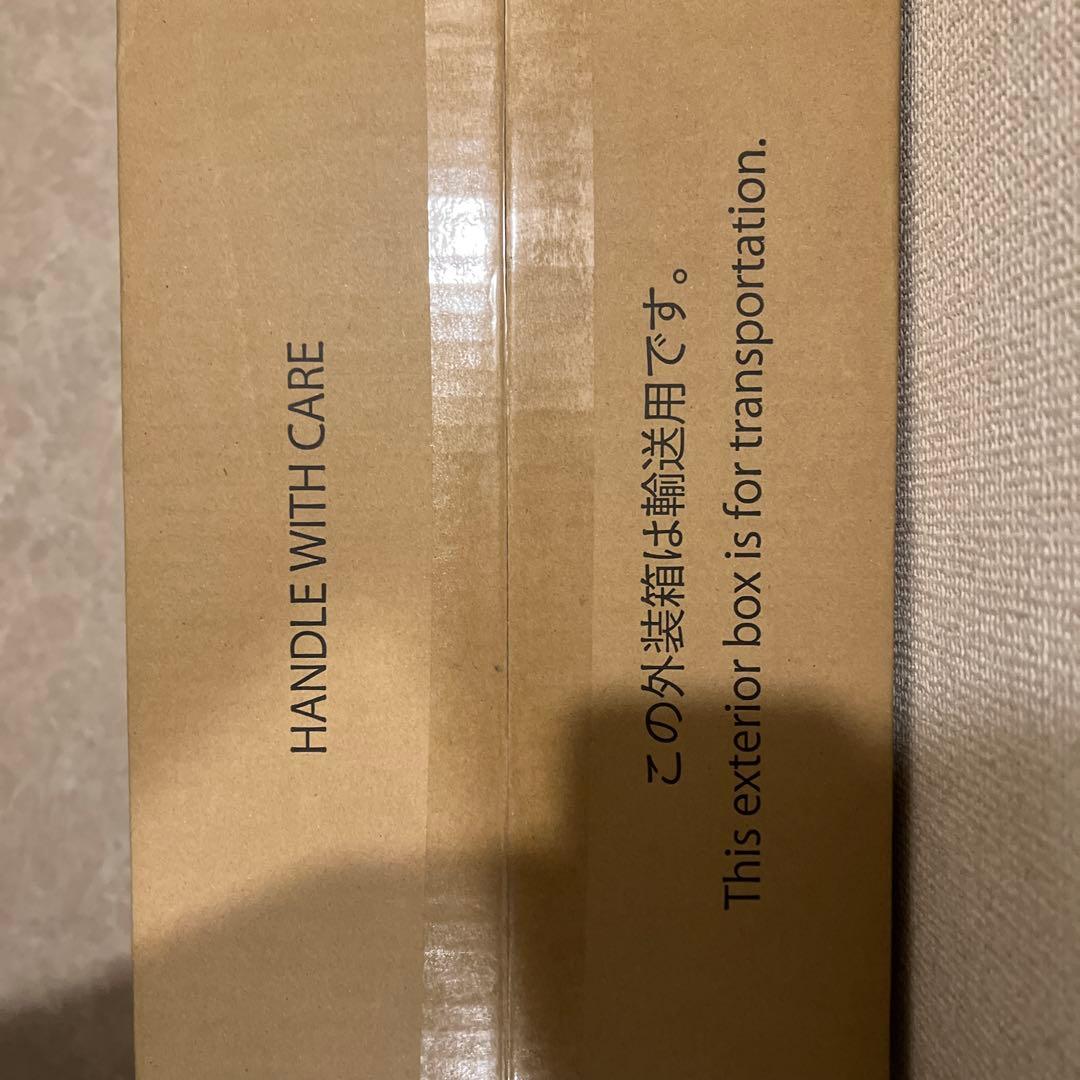 HANDLE WITH CARE
この外装箱は輸送用です。
This exterior box is for transportation.